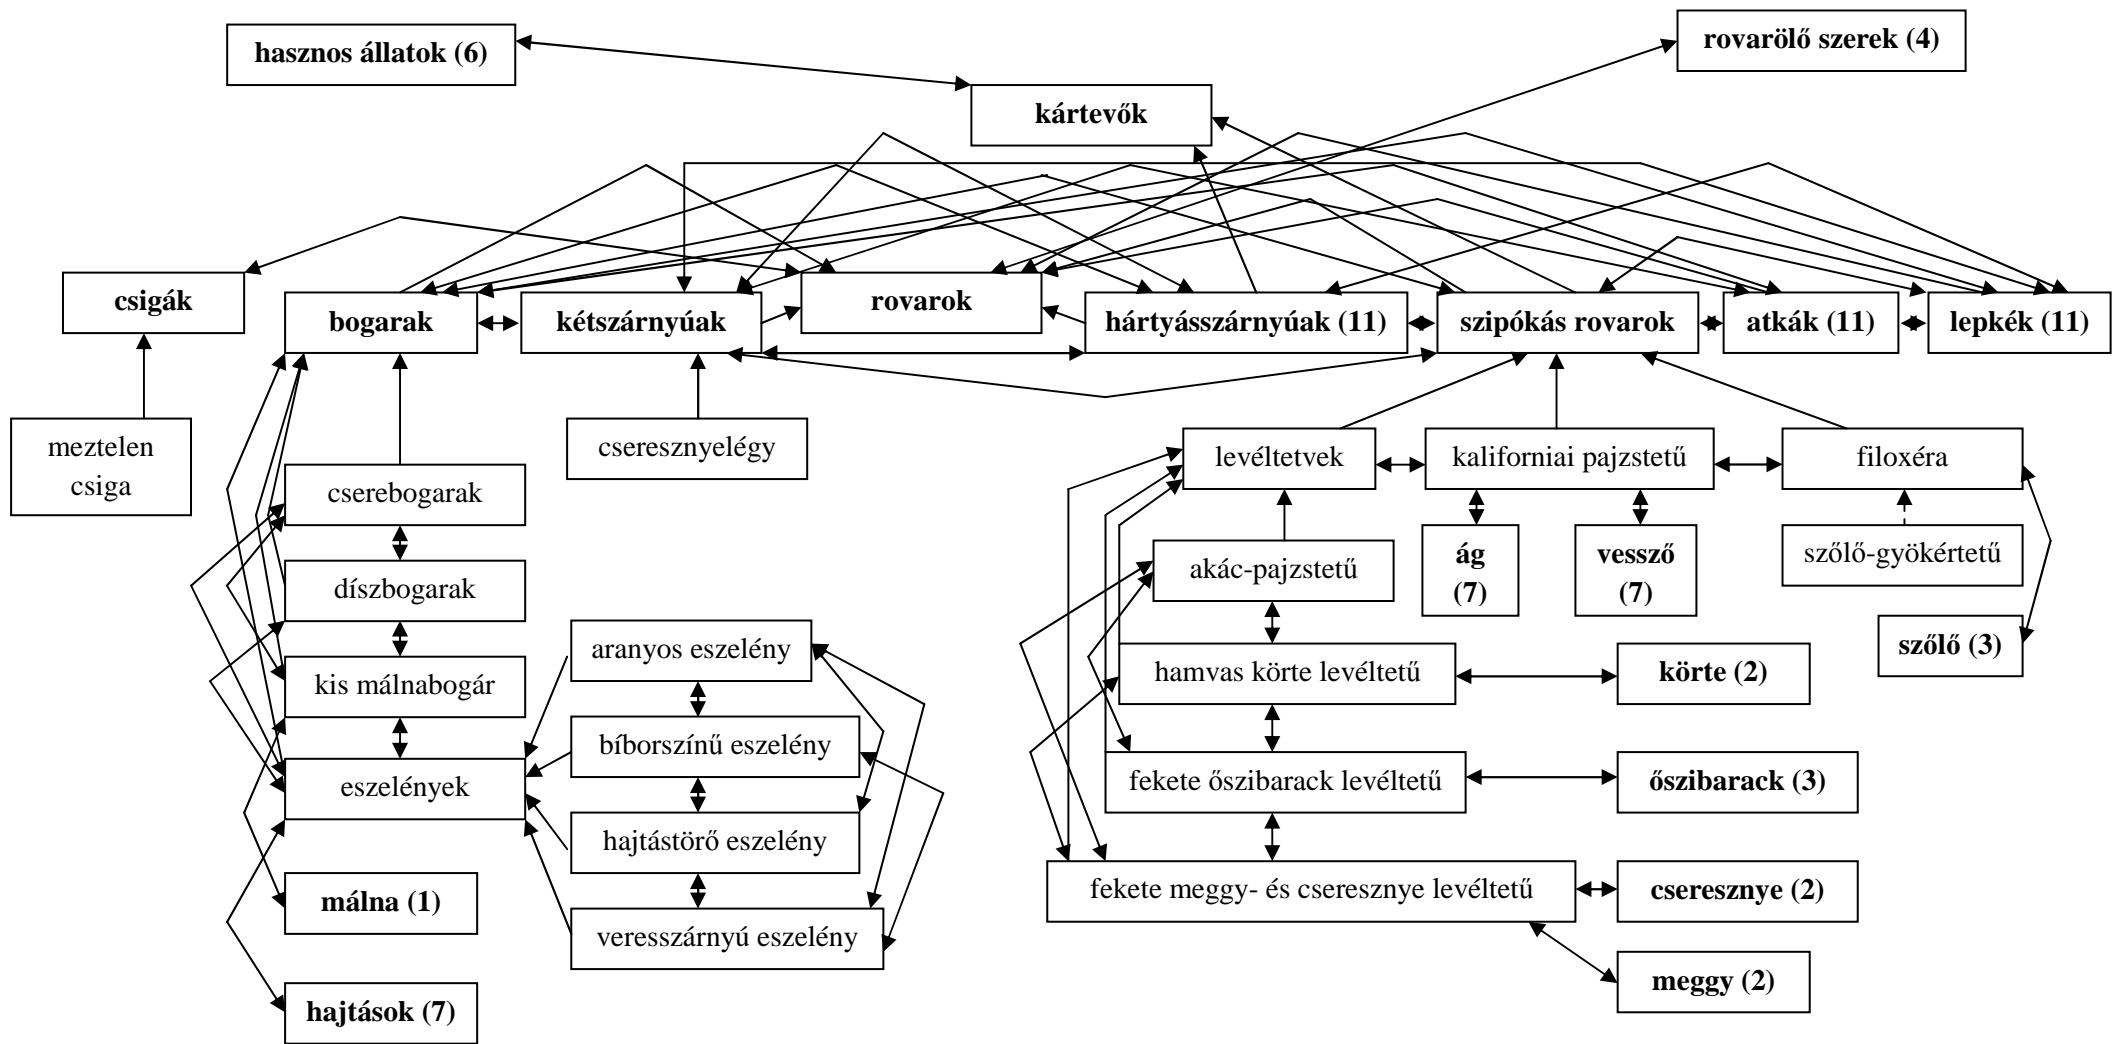 hasznos állatok (6)
rovarölő szerek (4)
kártevők
csigák
bogarak
kétszárnyúak
rovarok
hártyásszárnyúak (11)
szipókás rovarok
atkák (11)
lepkék (11)
meztelen
csiga
cseresznyelégy
levéltetvek
kaliforniai pajzstetű
filoxéra
cserebogarak
ág
(7)
vessző
(7)
szőlő-gyökértetű
akác-pajzstetű
díszbogarak
aranyos eszelény
szőlő (3)
kis málnabogár
hamvas körte levéltetű
körte (2)
bíborszínű eszelény
eszelények
fekete őszibarack levéltetű
őszibarack (3)
hajtástörő eszelény
málna (1)
fekete meggy- és cseresznye levéltetű
cseresznye (2)
veresszárnyú eszelény
meggy (2)
hajtások (7)